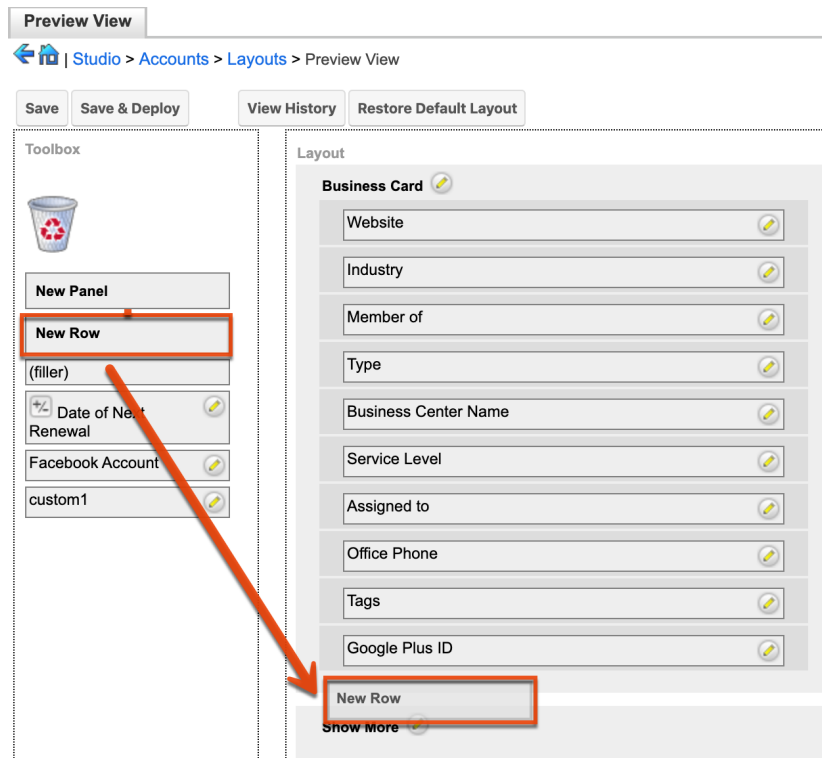 Preview View
| Studio > Accounts > Layouts > Preview View
Save Save & Deploy View History Restore Default Layout
Toolbox
New Panel
New Row
(filler)
+/- Date of Next
Renewal
Facebook Account
custom1
Layout
Business Card
Website
Industry
Member of
Type
Business Center Name
Service Level
Assigned to
Office Phone
Tags
Google Plus ID
New Row
Show More